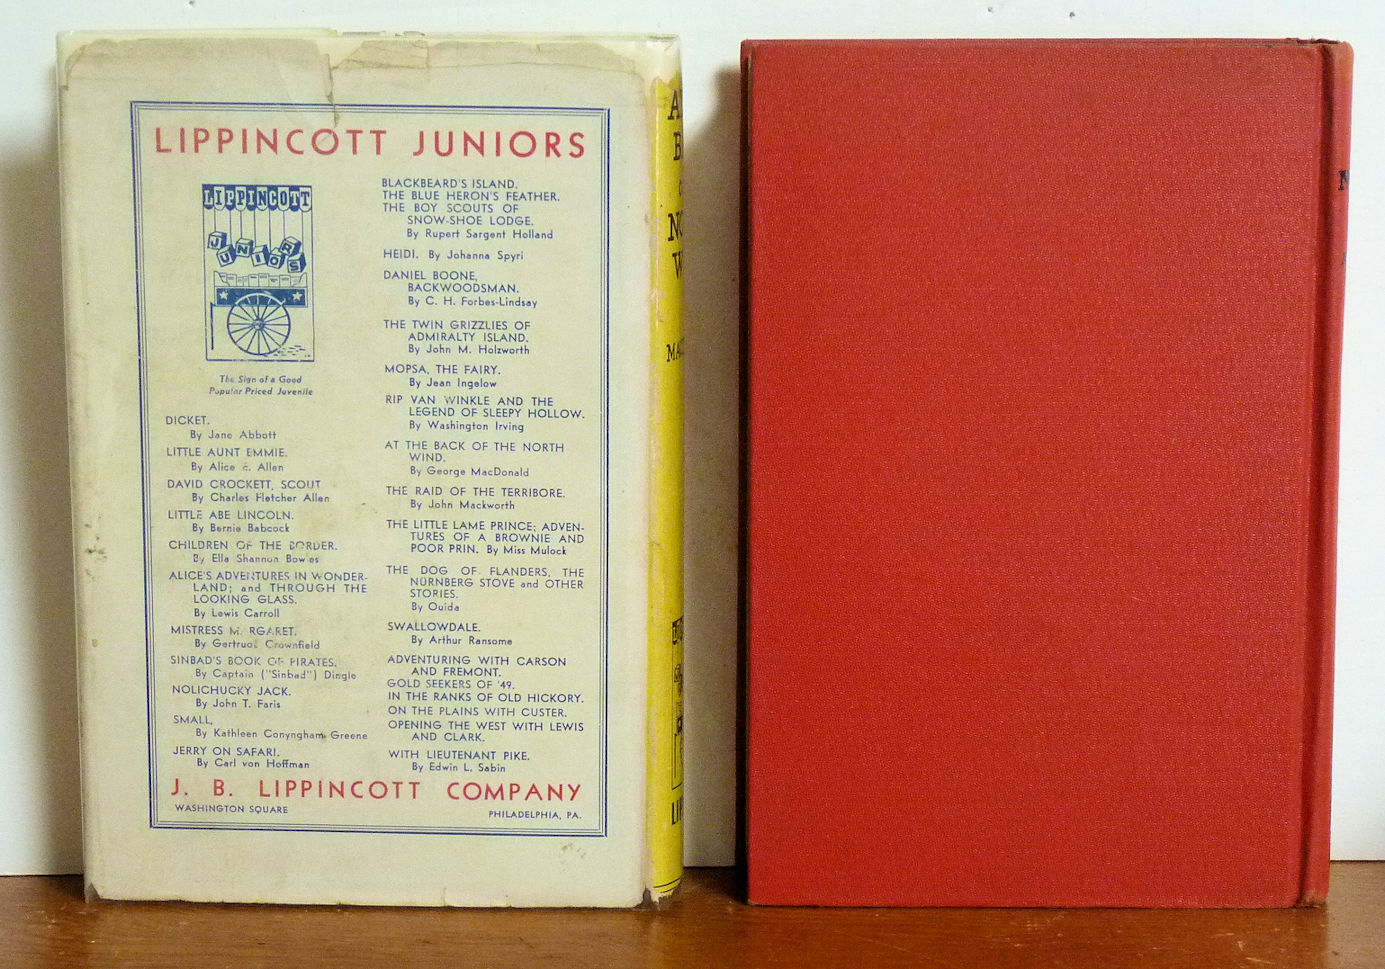 LIPPINCOTT JUNIORS
LIPPINCOTT
JUNIORS
The Sign of a Good
Popular Priced Juvenile
DICKET.
By Jane Abbott
LITTLE AUNT EMMIE.
By Alice E. Allen
DAVID CROCKETT, SCOUT
By Charles Fletcher Allen
LITTLE ABE LINCOLN.
By Bernie Babcock
CHILDREN OF THE BORDER.
By Ella Shannon Bowles
ALICE'S ADVENTURES IN WONDER-
LAND; and THROUGH THE
LOOKING GLASS.
By Lewis Carroll
MISTRESS M RGARET.
By Gertrude Crownfield
SINBAD'S BOOK OF PIRATES.
By Captain ("Sinbad") Dingle
NOLICHUCKY JACK.
By John T. Faris
SMALL,
By Kathleen Conyngham Greene
JERRY ON SAFARI.
By Carl von Hoffman
BLACKBEARD'S ISLAND.
THE BLUE HERON'S FEATHER.
THE BOY SCOUTS OF
SNOW-SHOE LODGE.
By Rupert Sargent Holland
HEIDI. By Johanna Spyri
DANIEL BOONE,
BACKWOODSMAN.
By C. H. Forbes-Lindsay
THE TWIN GRIZZLIES OF
ADMIRALTY ISLAND.
By John M. Holzworth
MOPSA, THE FAIRY.
By Jean Ingelow
RIP VAN WINKLE AND THE
LEGEND OF SLEEPY HOLLOW.
By Washington Irving
AT THE BACK OF THE NORTH
WIND.
By George MacDonald
THE RAID OF THE TERRIBORE.
By John Mackworth
THE LITTLE LAME PRINCE; ADVEN-
TURES OF A BROWNIE AND
POOR PRIN. By Miss Mulock
THE DOG OF FLANDERS, THE
NÜRNBERG STOVE and OTHER
STORIES.
By Ouida
SWALLOWDALE.
By Arthur Ransome
ADVENTURING WITH CARSON
AND FREMONT.
GOLD SEEKERS OF '49.
IN THE RANKS OF OLD HICKORY.
ON THE PLAINS WITH CUSTER.
OPENING THE WEST WITH LEWIS
AND CLARK.
WITH LIEUTENANT PIKE.
By Edwin L. Sabin
J. B. LIPPINCOTT COMPANY
WASHINGTON SQUARE PHILADELPHIA, PA.